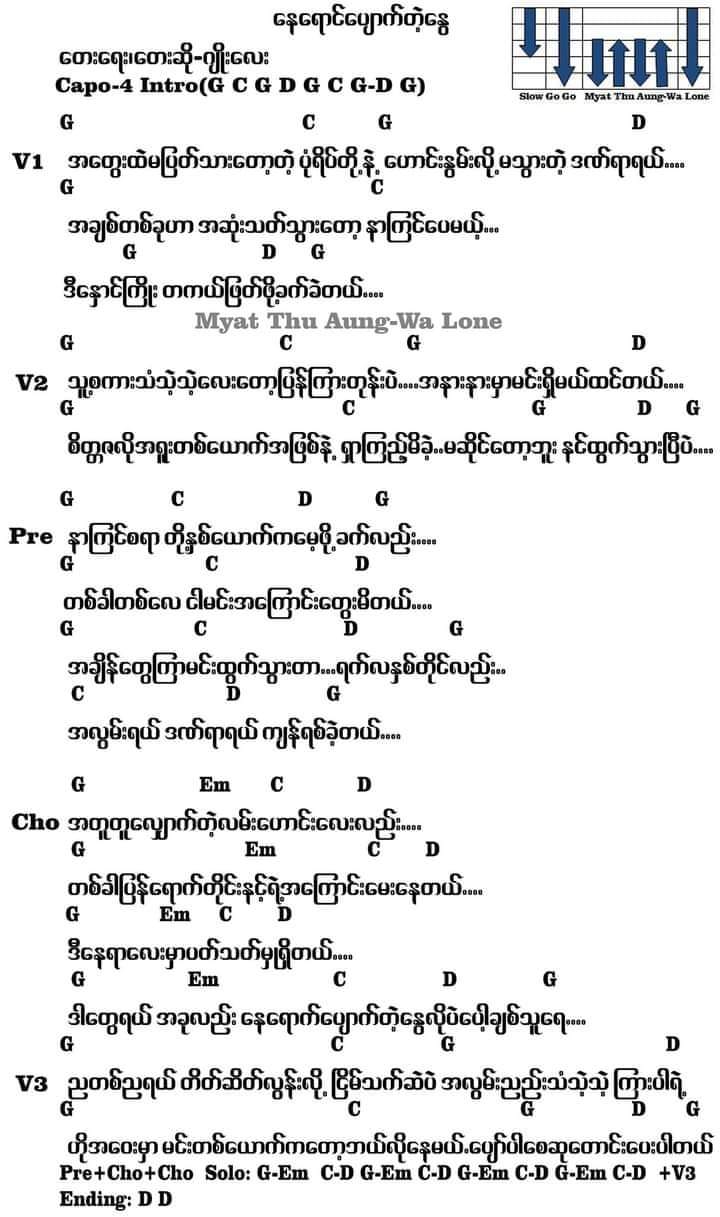 နေရောင်ပျောက်တဲ့နွေ
တေးရေး၊တေးဆို-ဂျိုးလေး
Capo-4 Intro(G C G D G C G-D G)
Slow Go Go Myat Thu Aung-Wa Lone
G C G D
V1 အတွေးထဲမပြတ်သားတော့တဲ့ ပုံရိပ်တို့နဲ့ ဟောင်းနွမ်းလို့မသွားတဲ့ ဒဏ်ရာရယ်....
G C
အချစ်တစ်ခုဟာ အဆုံးသတ်သွားတော့ နာကြင်ပေမယ့်...
G D G
ဒီနှောင်ကြိုး တကယ်ဖြတ်ဖို့ခက်ခဲတယ်....
Myat Thu Aung-Wa Lone
G C G D
V2 သူ့စကားသံသဲ့သဲ့လေးတော့ပြန်ကြားတုန်းပဲ....အနားနားမှာမင်းရှိမယ်ထင်တယ်....
G C G D G
စိတ္တဇလိုအရူးတစ်ယောက်အဖြစ်နဲ့ ရှာကြည့်မိခဲ့..မဆိုင်တော့ဘူး နင်ထွက်သွားပြီပဲ....
G C D G
Pre နာကြင်စရာ တို့နှစ်ယောက်ကမေ့ဖို့ခက်လည်း....
G C D
တစ်ခါတစ်လေ ငါမင်းအကြောင်းတွေးမိတယ်....
G C D G
အချိန်တွေကြာမင်းထွက်သွားတာ...ရက်လနှစ်တိုင်လည်း..
C D G
အလွမ်းရယ် ဒဏ်ရာရယ် ကျန်ရစ်ခဲ့တယ်....
G Em C D
Cho အတူတူလျှောက်တဲ့လမ်းဟောင်းလေးလည်း....
G Em C D
တစ်ခါပြန်ရောက်တိုင်းနင့်ရဲ့အကြောင်းမေးနေတယ်....
G Em C D
ဒီနေရာလေးမှာပတ်သတ်မှုရှိတယ်....
G Em C D G
ဒါတွေရယ် အခုလည်း နေရောက်ပျောက်တဲ့နွေလိုပဲပေါ့ချစ်သူရေ....
G C G D
V3 ညတစ်ညရယ် တိတ်ဆိတ်လွန်းလို့ ငြိမ်သက်ဆဲပဲ အလွမ်းညည်းသံသဲ့သဲ့ ကြားပါရဲ့
G C G D G
တိုအဝေးမှာ မင်းတစ်ယောက်ကတော့ဘယ်လိုနေမယ်.ပျော်ပါစေဆုတောင်းပေးပါတယ်
Pre+Cho+Cho Solo: G-Em C-D G-Em C-D G-Em C-D G-Em C-D +V3
Ending: D D